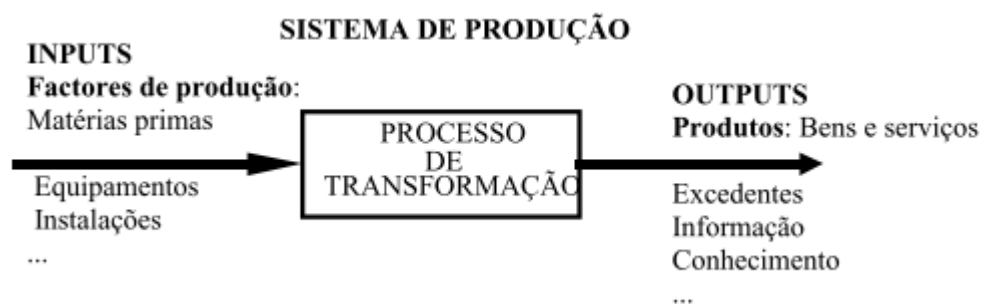 SISTEMA DE PRODUÇÃO
INPUTS
Factores de produção:
Matérias primas
Equipamentos
Instalações
...
PROCESSO
DE
TRANSFORMAÇÃO
OUTPUTS
Produtos: Bens e serviços
Excedentes
Informação
Conhecimento
...